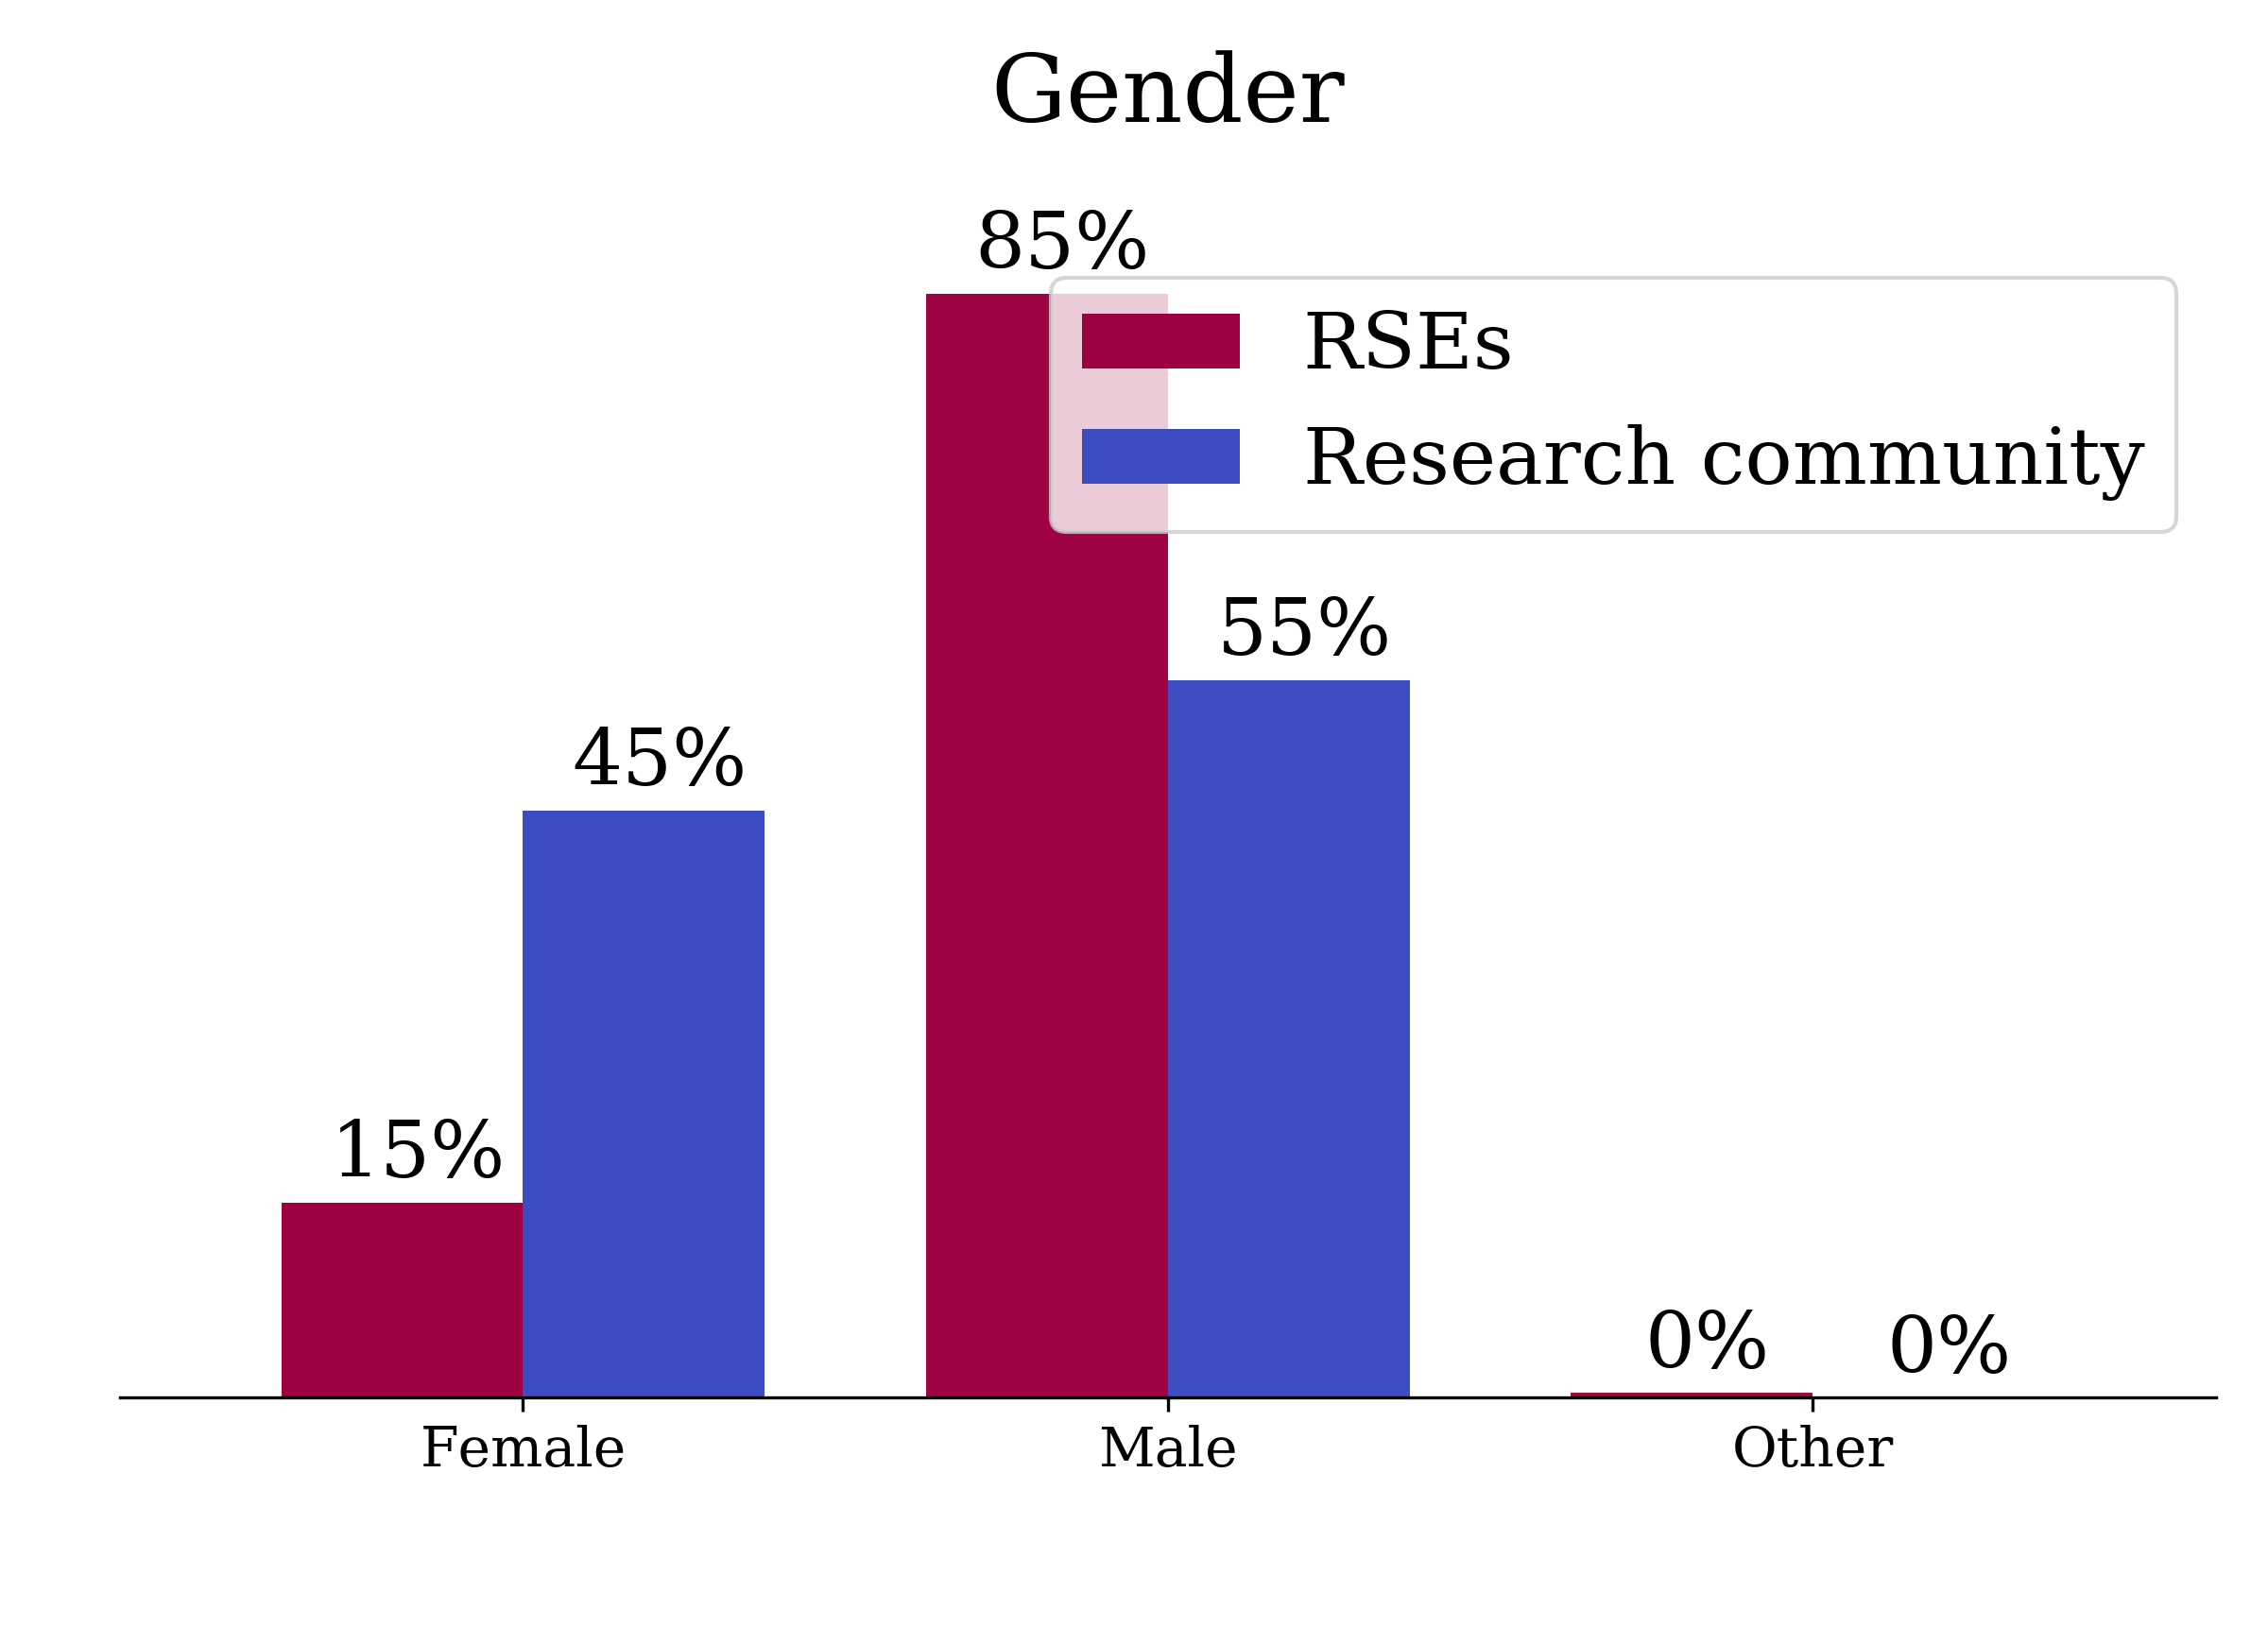 Gender
85%
RSEs
Research community
55%
45%
15%
0%
0%
Female
Male
Other